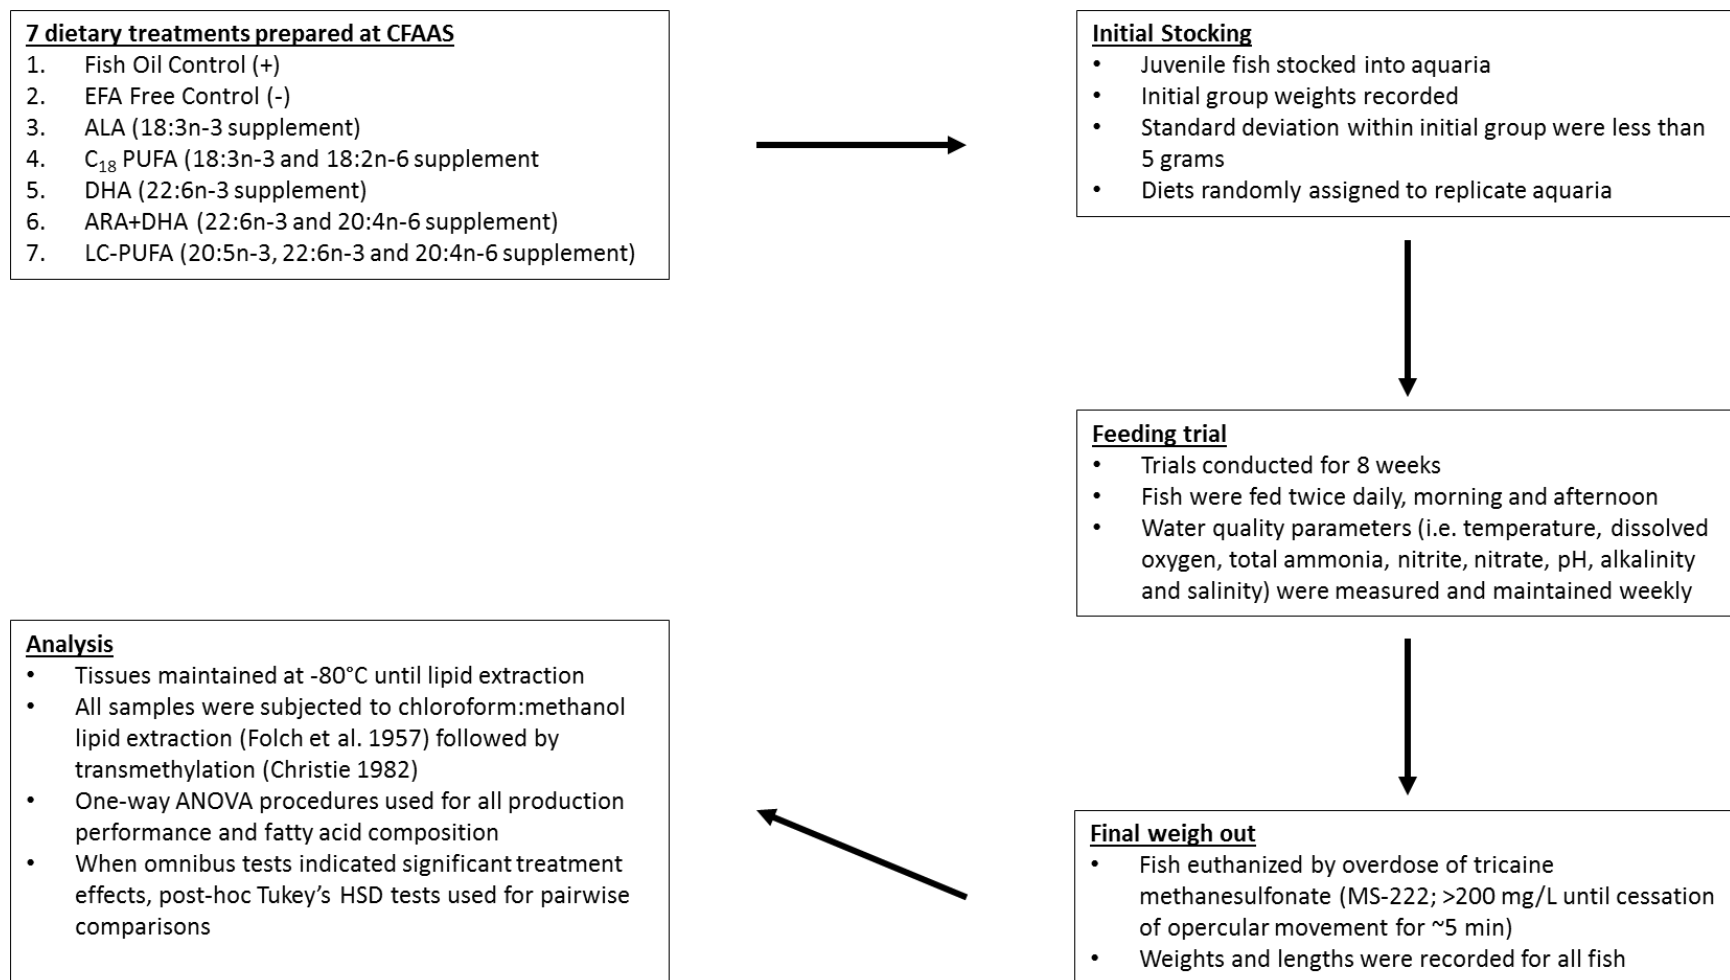 7 dietary treatments prepared at CFAAS
1. Fish Oil Control (+)
2. EFA Free Control (-)
3. ALA (18:3n-3 supplement)
4. C18 PUFA (18:3n-3 and 18:2n-6 supplement
5. DHA (22:6n-3 supplement)
6. ARA+DHA (22:6n-3 and 20:4n-6 supplement)
7. LC-PUFA (20:5n-3, 22:6n-3 and 20:4n-6 supplement)
Initial Stocking
• Juvenile fish stocked into aquaria
• Initial group weights recorded
• Standard deviation within initial group were less than
5 grams
• Diets randomly assigned to replicate aquaria
Feeding trial
• Trials conducted for 8 weeks
• Fish were fed twice daily, morning and afternoon
• Water quality parameters (i.e. temperature, dissolved
oxygen, total ammonia, nitrite, nitrate, pH, alkalinity
and salinity) were measured and maintained weekly
Final weigh out
• Fish euthanized by overdose of tricaine
methanesulfonate (MS-222; >200 mg/L until cessation
of opercular movement for ~5 min)
• Weights and lengths were recorded for all fish
Analysis
• Tissues maintained at -80°C until lipid extraction
• All samples were subjected to chloroform:methanol
lipid extraction (Folch et al. 1957) followed by
transmethylation (Christie 1982)
• One-way ANOVA procedures used for all production
performance and fatty acid composition
• When omnibus tests indicated significant treatment
effects, post-hoc Tukey’s HSD tests used for pairwise
comparisons